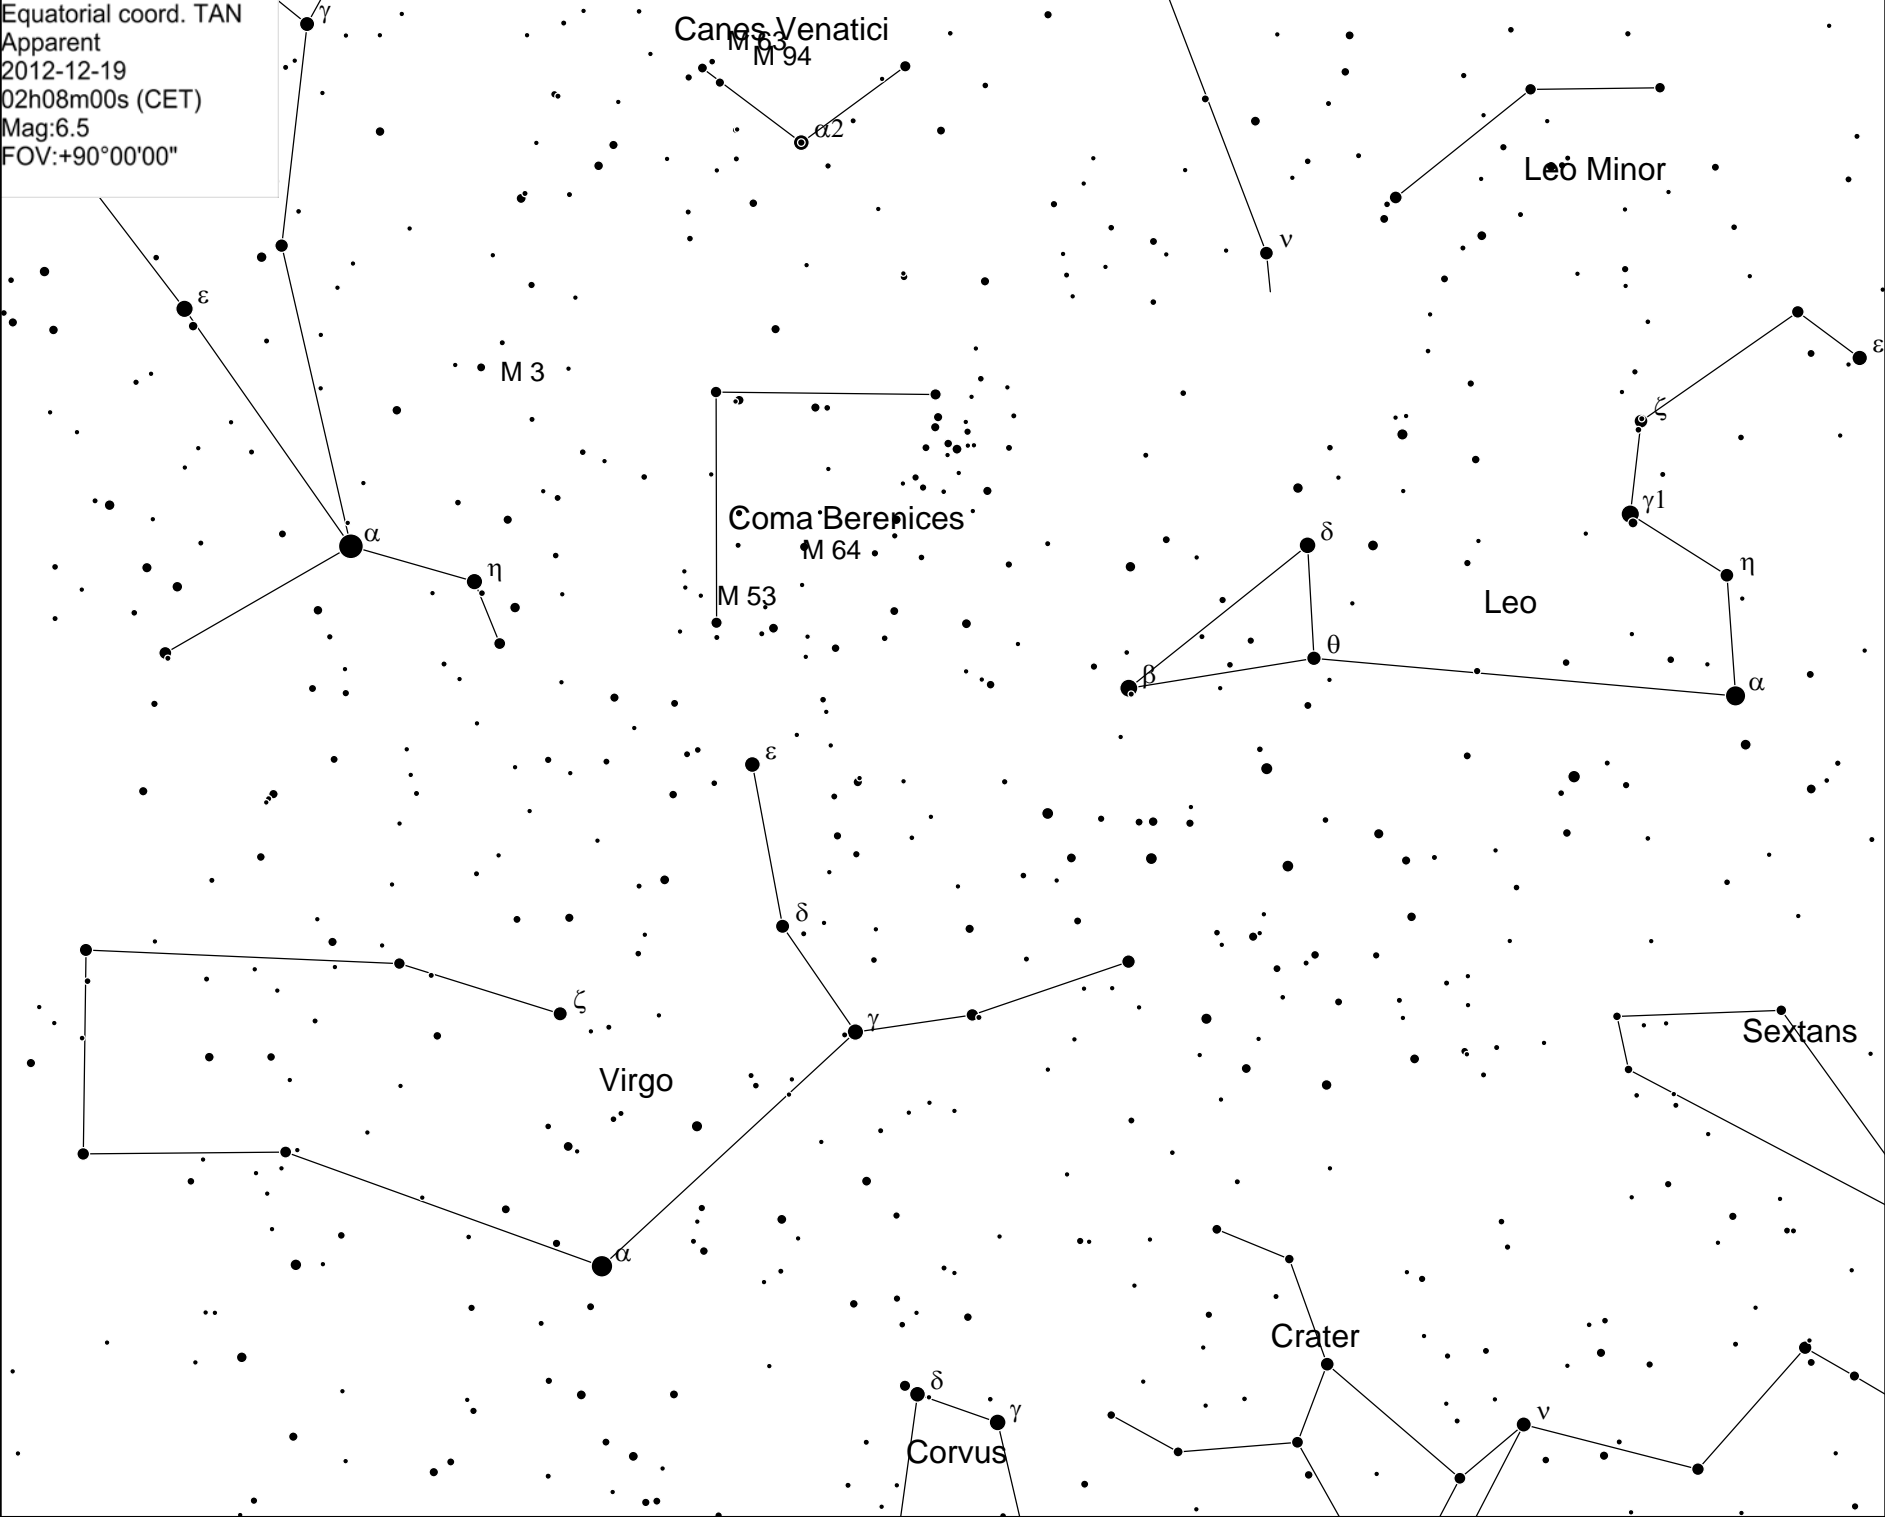 Equatorial coord. TAN
Apparent
2012-12-19
02h08m00s (CET)
Mag:6.5
FOV:+90°00'00"
γ
Canes Venatici
M 63
M 94
α2
Leo Minor
ν
ε
ε
M 3
ζ
γ1
Coma Berenices
α
δ
M 64
η
η
M 53
Leo
θ
β
α
ε
δ
ζ
γ
Sextans
Virgo
α
Crater
δ
γ
ν
Corvus